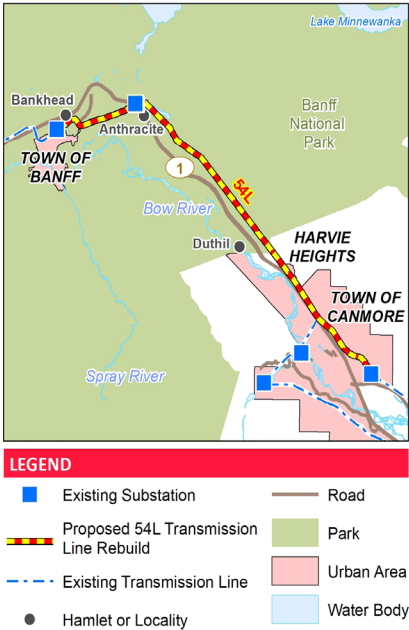 Lake Minnewanka
Bankhead
Banff
National
Park
Anthracite
TOWN OF
BANFF
1
54L
Bow River
HARVIE
HEIGHTS
Duthil
TOWN OF
CANMORE
Spray River
LEGEND
Existing Substation
Proposed 54L Transmission
Line Rebuild
Existing Transmission Line
Hamlet or Locality
Road
Park
Urban Area
Water Body